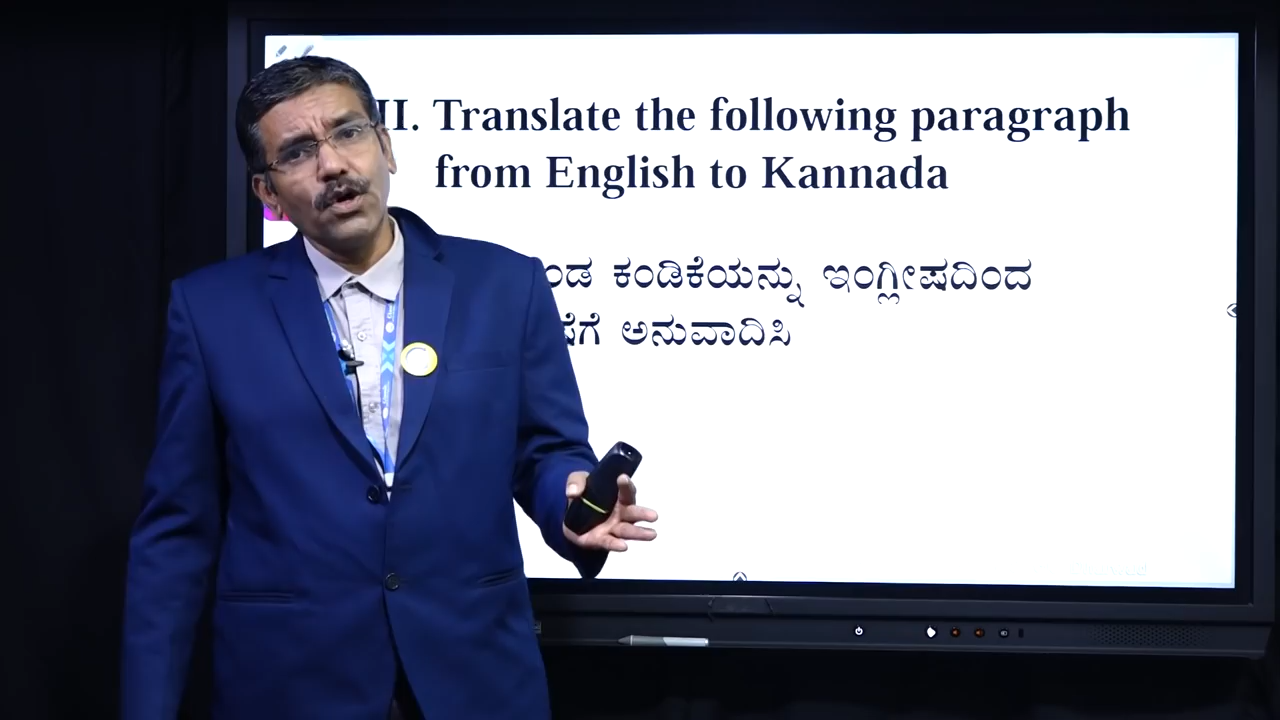 II. Translate the following paragraph
from English to Kannada
ಕಂಡಿಕೆಯನ್ನು ಇಂಗ್ಲೀಷದಿಂದ
ಅನುವಾದಿಸಿ